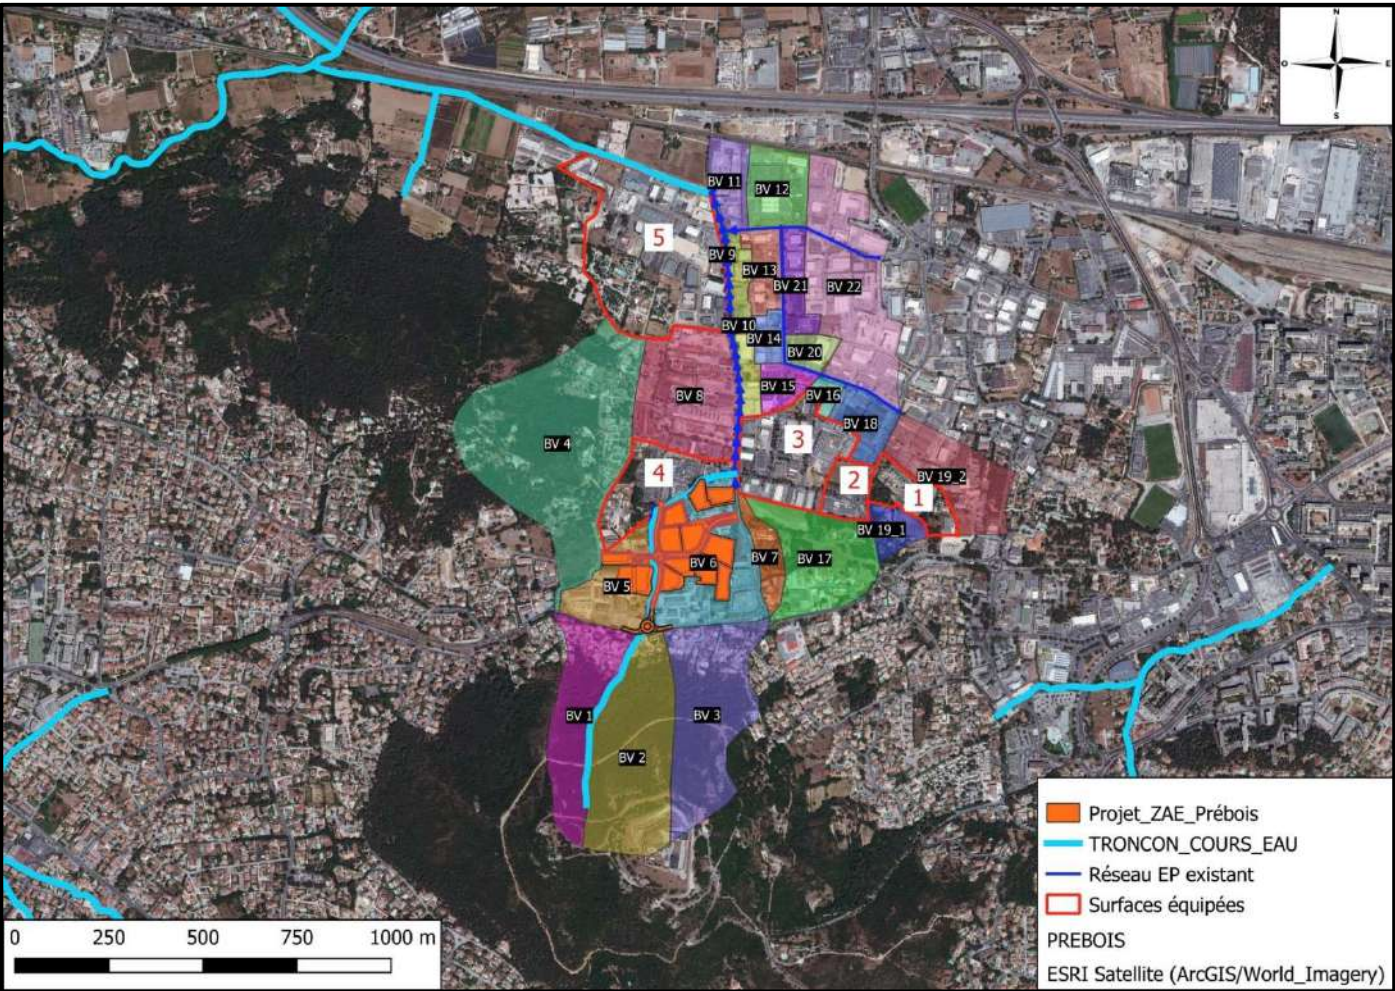 N
O
E
S
BV 11
BV 12
5
BV 9
BV 13
BV 21
BV 22
BV 10
BV 14
BV 20
BV 15
BV 8
BV 16
BV 18
3
BV 4
4
2
BV 19_2
1
BV 19_1
BV 7
BV 17
BV 6
BV 5
BV 1
BV 3
BV 2
Projet_ZAE_Prébois
TRONCON_COURS_EAU
Réseau EP existant
Surfaces équipées
PREBOIS
ESRI Satellite (ArcGIS/World_Imagery)
0 250 500 750 1000 m